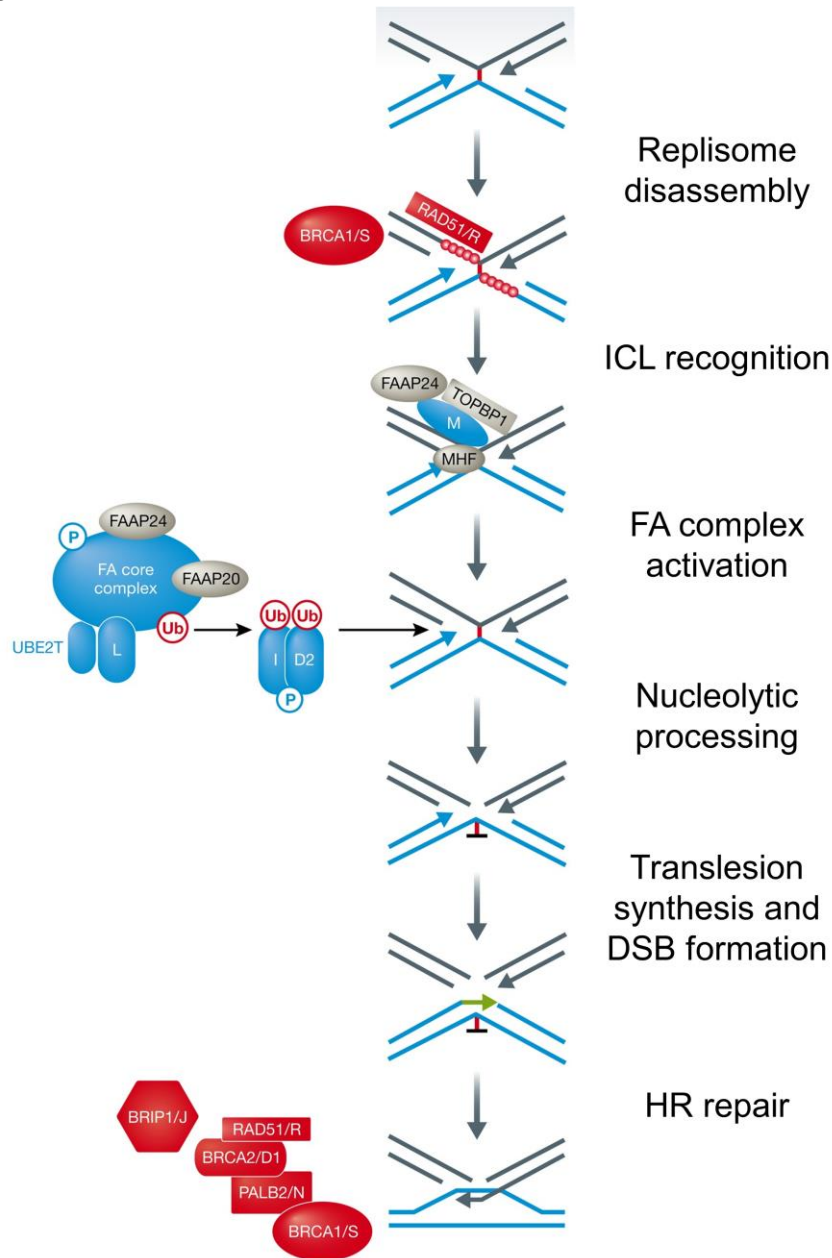 Replisome
disassembly
RAD51/R
BRCA1/S
ICL recognition
FAAP24
TOPBP1
M
MHF
FA complex
activation
FAAP24
P
FA core
complex
FAAP20
Ub
UBE2T
L
Ub
Ub
I
D2
P
Nucleolytic
processing
Translesion
synthesis and
DSB formation
HR repair
BRIP1/J
RAD51/R
BRCA2/D1
PALB2/N
BRCA1/S